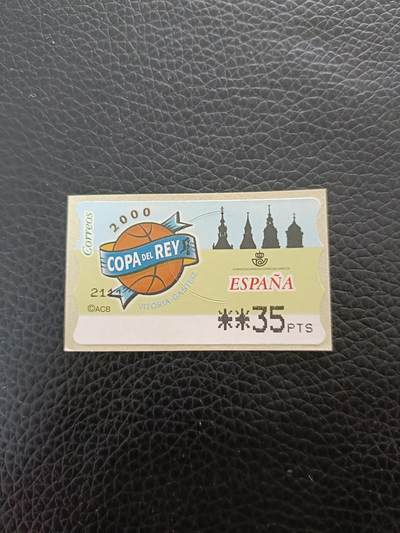 Correos
2000
COPA DEL REY
VITORIA-GASTEIZ
©ACB
ESPAÑA
**35 PTS